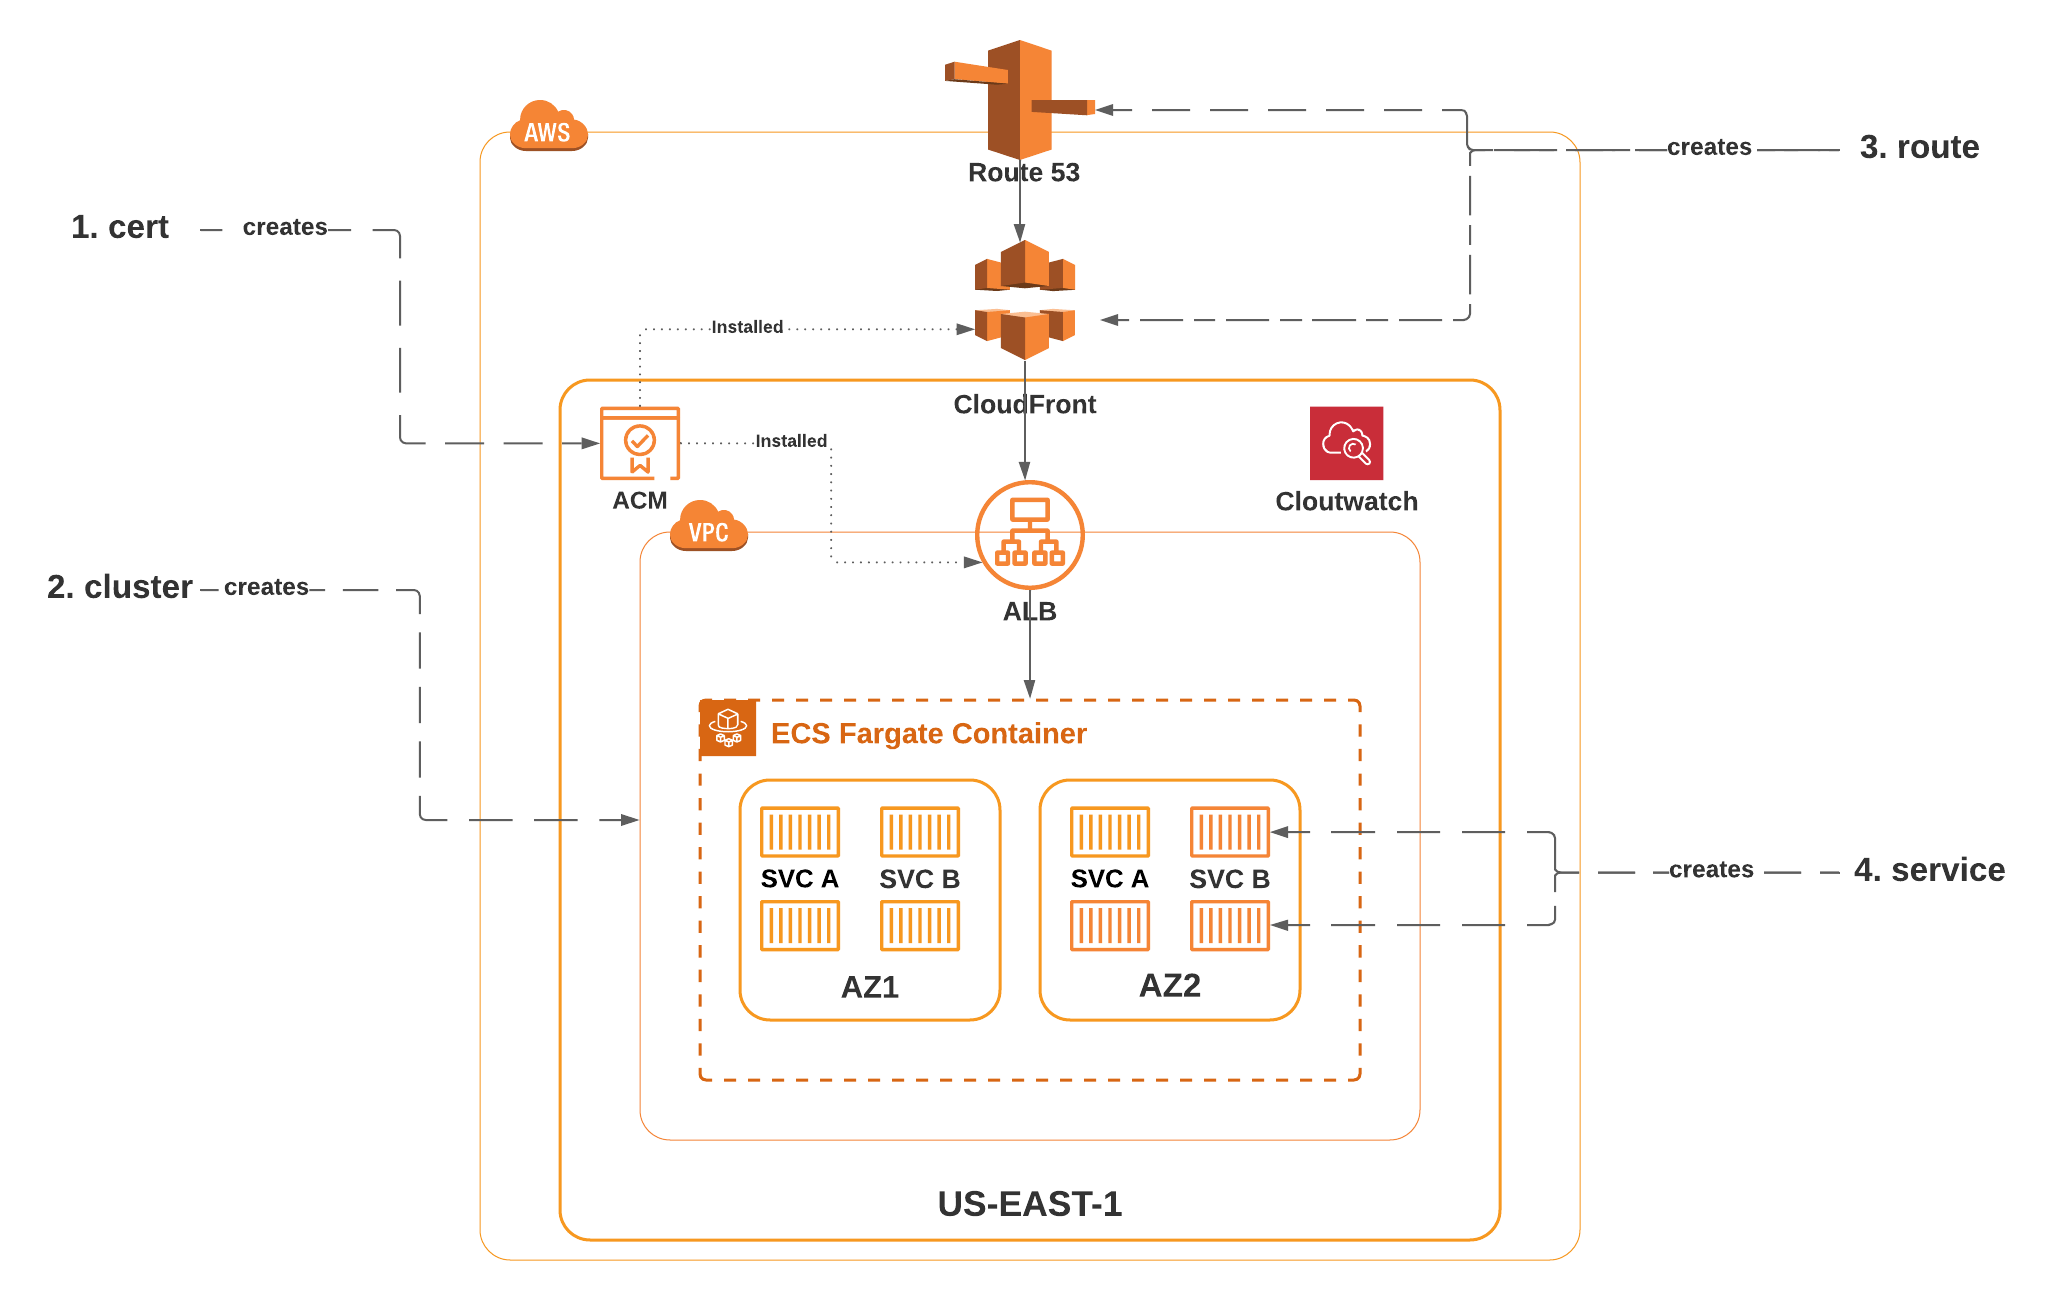 AWS
Route 53
creates
3. route
1. cert
creates
Installed
CloudFront
Installed
ACM
Cloutwatch
VPC
2. cluster
creates
ALB
ECS Fargate Container
SVC A
SVC B
SVC A
SVC B
creates
4. service
AZ1
AZ2
US-EAST-1